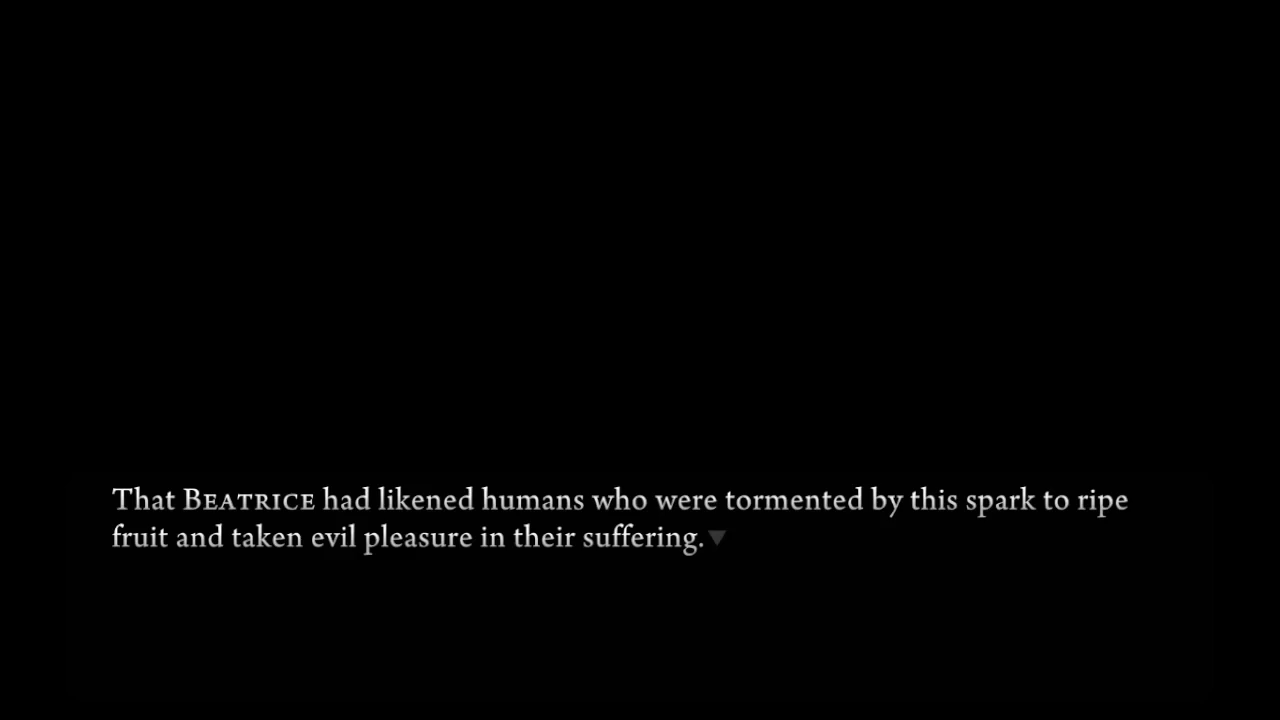 That BEATRICE had likened humans who were tormented by this spark to ripe
fruit and taken evil pleasure in their suffering.